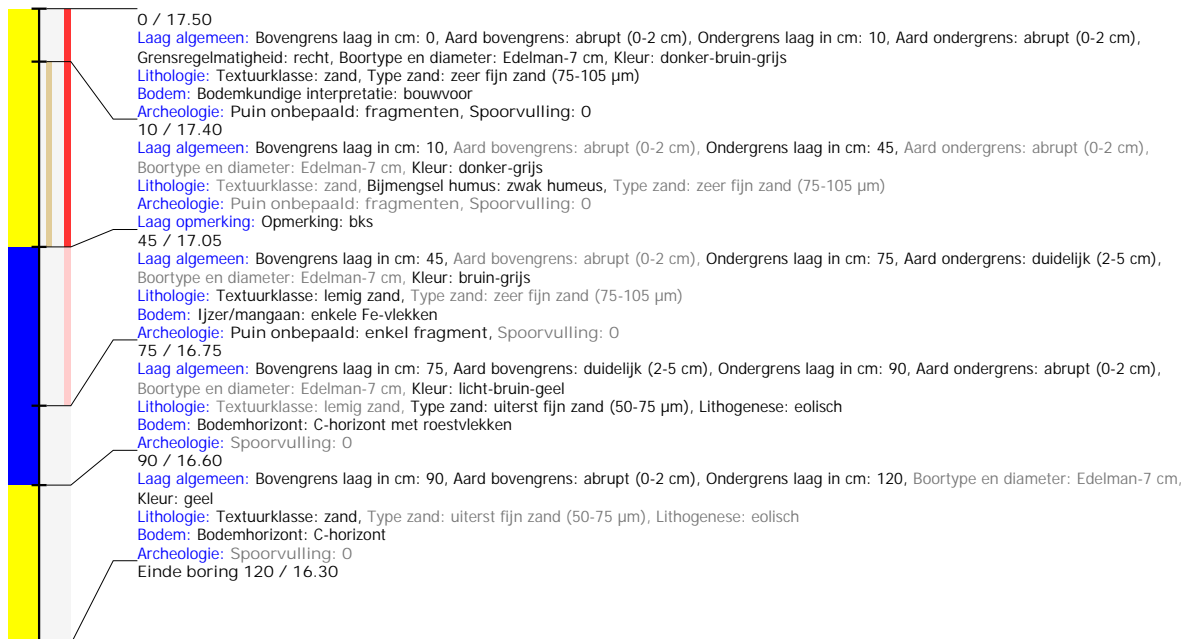 0 / 17.50
Laag algemeen: Bovengrens laag in cm: 0, Aard bovengrens: abrupt (0-2 cm), Ondergrens laag in cm: 10, Aard ondergrens: abrupt (0-2 cm),
Grensregelmatigheid: recht, Boortype en diameter: Edelman-7 cm, Kleur: donker-bruin-grijs
Lithologie: Textuurklasse: zand, Type zand: zeer fijn zand (75-105 µm)
Bodem: Bodemkundige interpretatie: bouwvoor
Archeologie: Puin onbepaald: fragmenten, Spoorvulling: 0
10 / 17.40
Laag algemeen: Bovengrens laag in cm: 10, Aard bovengrens: abrupt (0-2 cm), Ondergrens laag in cm: 45, Aard ondergrens: abrupt (0-2 cm),
Boortype en diameter: Edelman-7 cm, Kleur: donker-grijs
Lithologie: Textuurklasse: zand, Bijmengsel humus: zwak humeus, Type zand: zeer fijn zand (75-105 µm)
Archeologie: Puin onbepaald: fragmenten, Spoorvulling: 0
Laag opmerking: Opmerking: bks
45 / 17.05
Laag algemeen: Bovengrens laag in cm: 45, Aard bovengrens: abrupt (0-2 cm), Ondergrens laag in cm: 75, Aard ondergrens: duidelijk (2-5 cm),
Boortype en diameter: Edelman-7 cm, Kleur: bruin-grijs
Lithologie: Textuurklasse: lemig zand, Type zand: zeer fijn zand (75-105 µm)
Bodem: Ijzer/mangaan: enkele Fe-vlekken
Archeologie: Puin onbepaald: enkel fragment, Spoorvulling: 0
75 / 16.75
Laag algemeen: Bovengrens laag in cm: 75, Aard bovengrens: duidelijk (2-5 cm), Ondergrens laag in cm: 90, Aard ondergrens: abrupt (0-2 cm),
Boortype en diameter: Edelman-7 cm, Kleur: licht-bruin-geel
Lithologie: Textuurklasse: lemig zand, Type zand: uiterst fijn zand (50-75 µm), Lithogenese: eolisch
Bodem: Bodemhorizont: C-horizont met roestvlekken
Archeologie: Spoorvulling: 0
90 / 16.60
Laag algemeen: Bovengrens laag in cm: 90, Aard bovengrens: abrupt (0-2 cm), Ondergrens laag in cm: 120, Boortype en diameter: Edelman-7 cm,
Kleur: geel
Lithologie: Textuurklasse: zand, Type zand: uiterst fijn zand (50-75 µm), Lithogenese: eolisch
Bodem: Bodemhorizont: C-horizont
Archeologie: Spoorvulling: 0
Einde boring 120 / 16.30